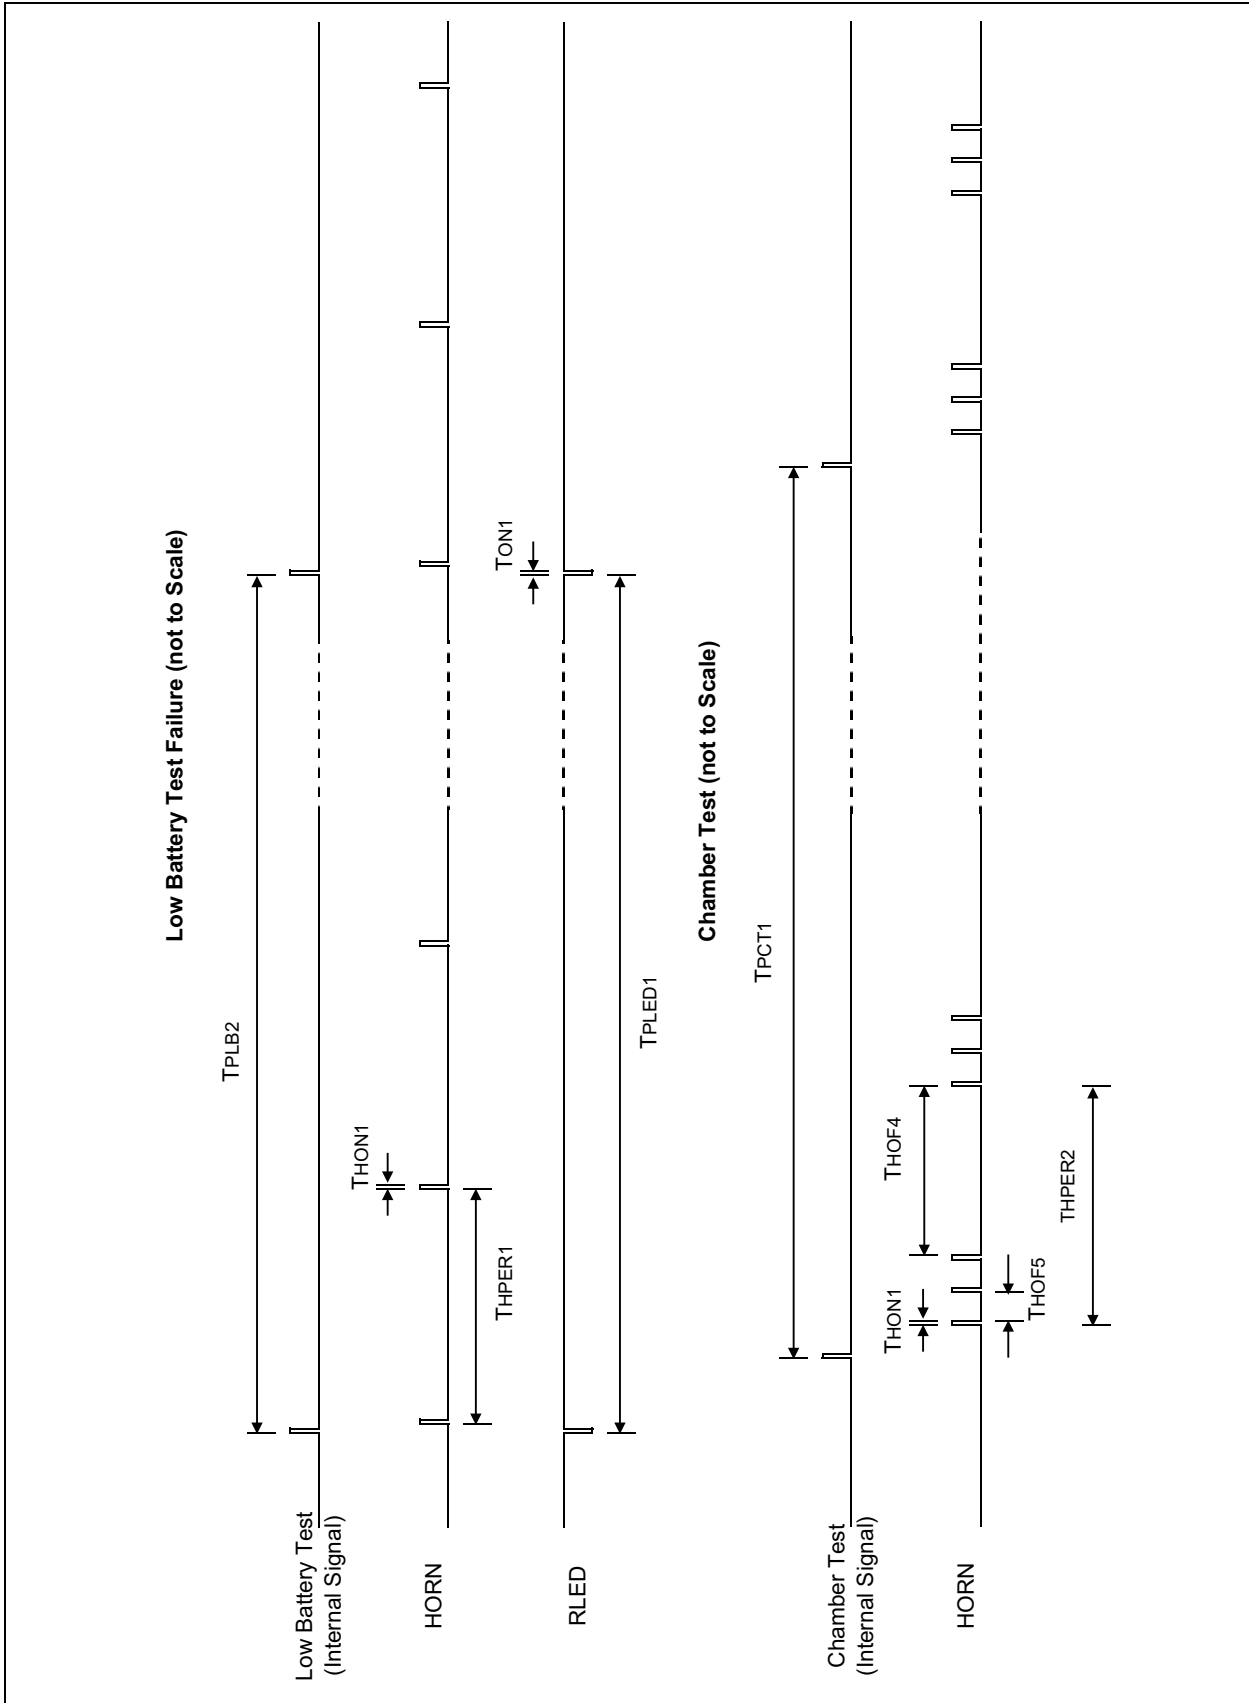 Low Battery Test Failure (not to Scale)
TPLB2
Low Battery Test
(Internal Signal)
THON1
HORN
THPER1
TON1
RLED
TPLED1
Chamber Test (not to Scale)
TPCT1
Chamber Test
(Internal Signal)
THON1
THOF4
HORN
THOF5
THPER2